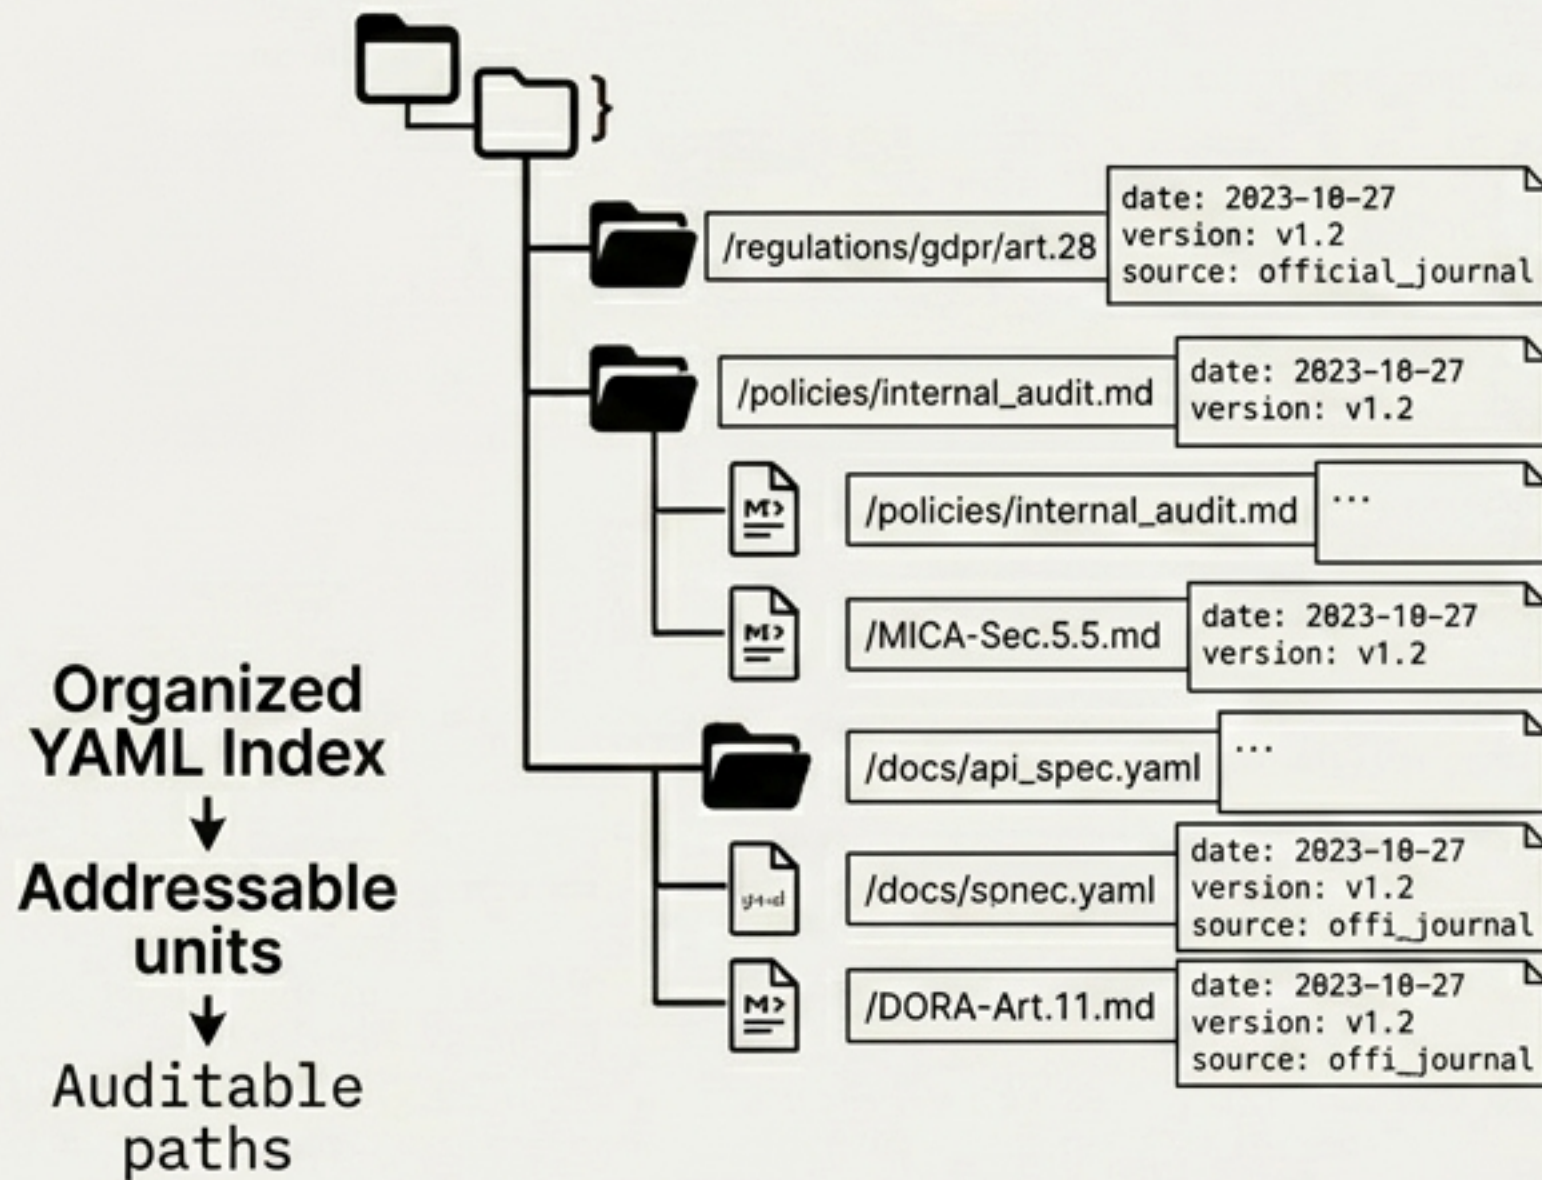 }
/regulations/gdpr/art.28
date: 2023-10-27
version: v1.2
source: official_journal
/policies/internal_audit.md
date: 2023-10-27
version: v1.2
/policies/internal_audit.md
...
M>
/MICA-Sec.5.5.md
date: 2023-10-27
version: v1.2
M>
/docs/api_spec.yaml
...
/docs/spnec.yaml
date: 2023-10-27
version: v1.2
source: offi_journal
/DORA-Art.11.md
date: 2023-10-27
version: v1.2
source: offi_journal
M>
Organized
YAML Index
Addressable
units
Auditable
paths